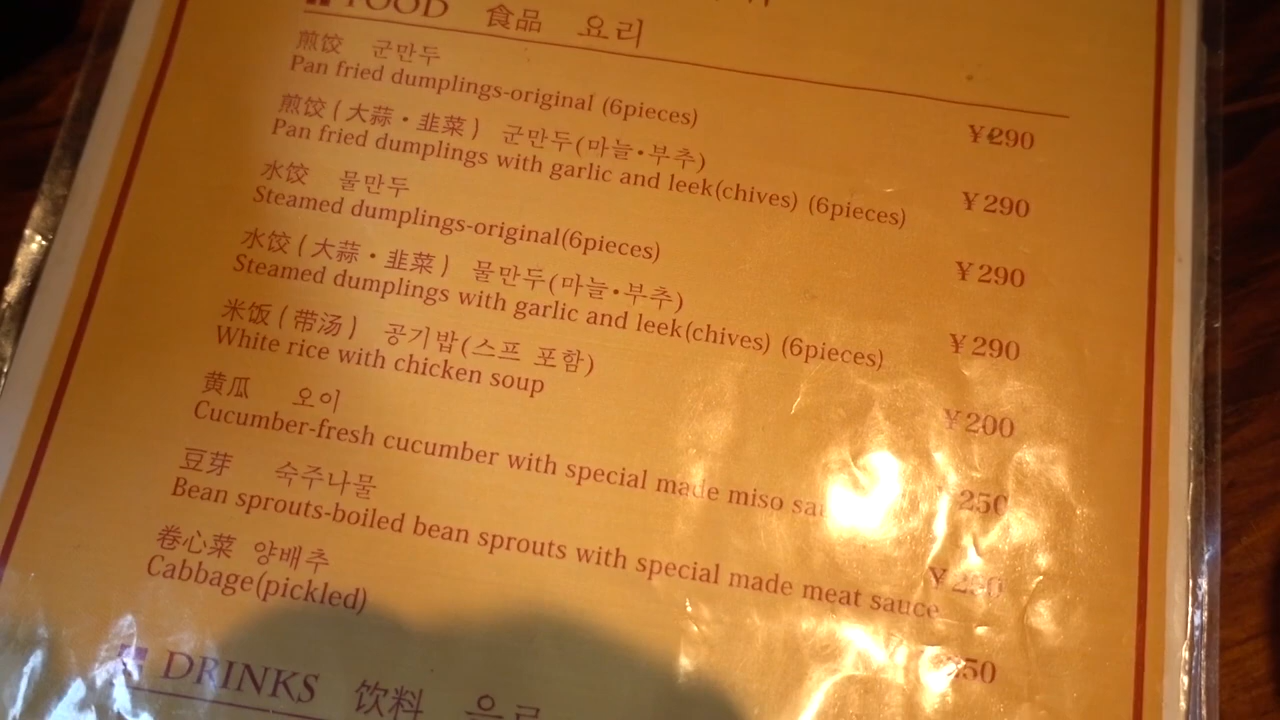 FOOD 食品 요리
煎饺 군만두
Pan fried dumplings-original (6pieces) ¥290
煎饺(大蒜・韭菜) 군만두(마늘•부추)
Pan fried dumplings with garlic and leek(chives) (6pieces) ¥290
水饺 물만두
Steamed dumplings-original(6pieces) ¥290
水饺(大蒜・韭菜) 물만두(마늘•부추)
Steamed dumplings with garlic and leek(chives) (6pieces) ¥290
米饭(带汤) 공기밥(스프 포함)
White rice with chicken soup ¥200
黄瓜 오이
Cucumber-fresh cucumber with special made miso 250
豆芽 숙주나물
Bean sprouts-boiled bean sprouts with special made meat sauce ¥250
卷心菜 양배추
Cabbage(pickled) 250
DRINKS 饮料